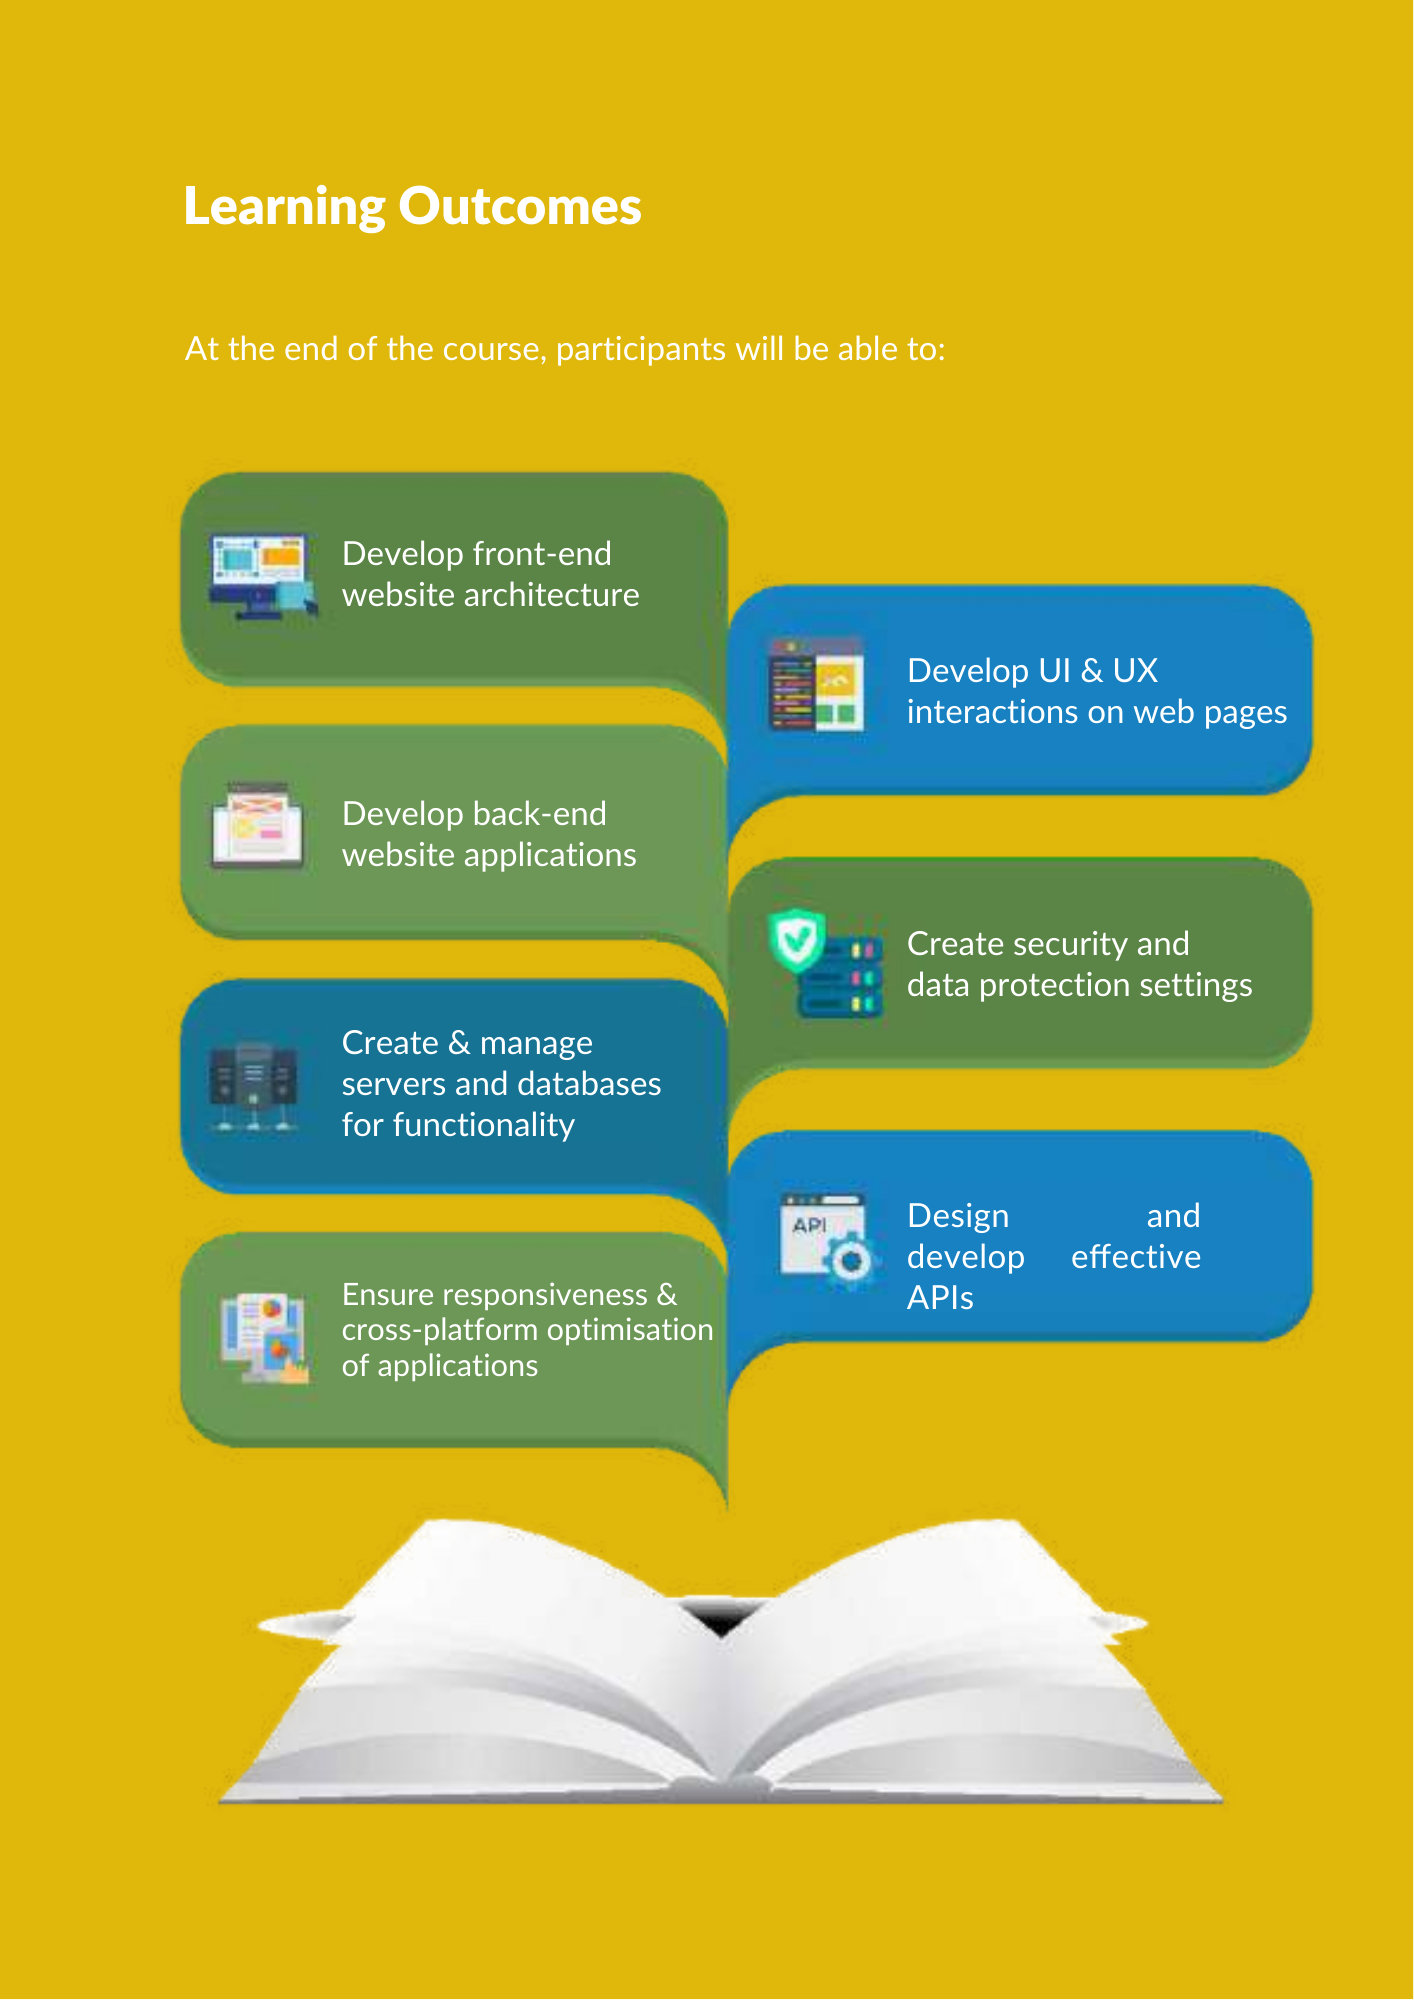 Learning Outcomes
At the end of the course, participants will be able to:
Develop front-end
website architecture
Develop UI & UX
interactions on web pages
Develop back-end
website applications
Create security and
data protection settings
Create & manage
servers and databases
for functionality
API
Design and
develop effective
APIs
Ensure responsiveness &
cross-platform optimisation
of applications